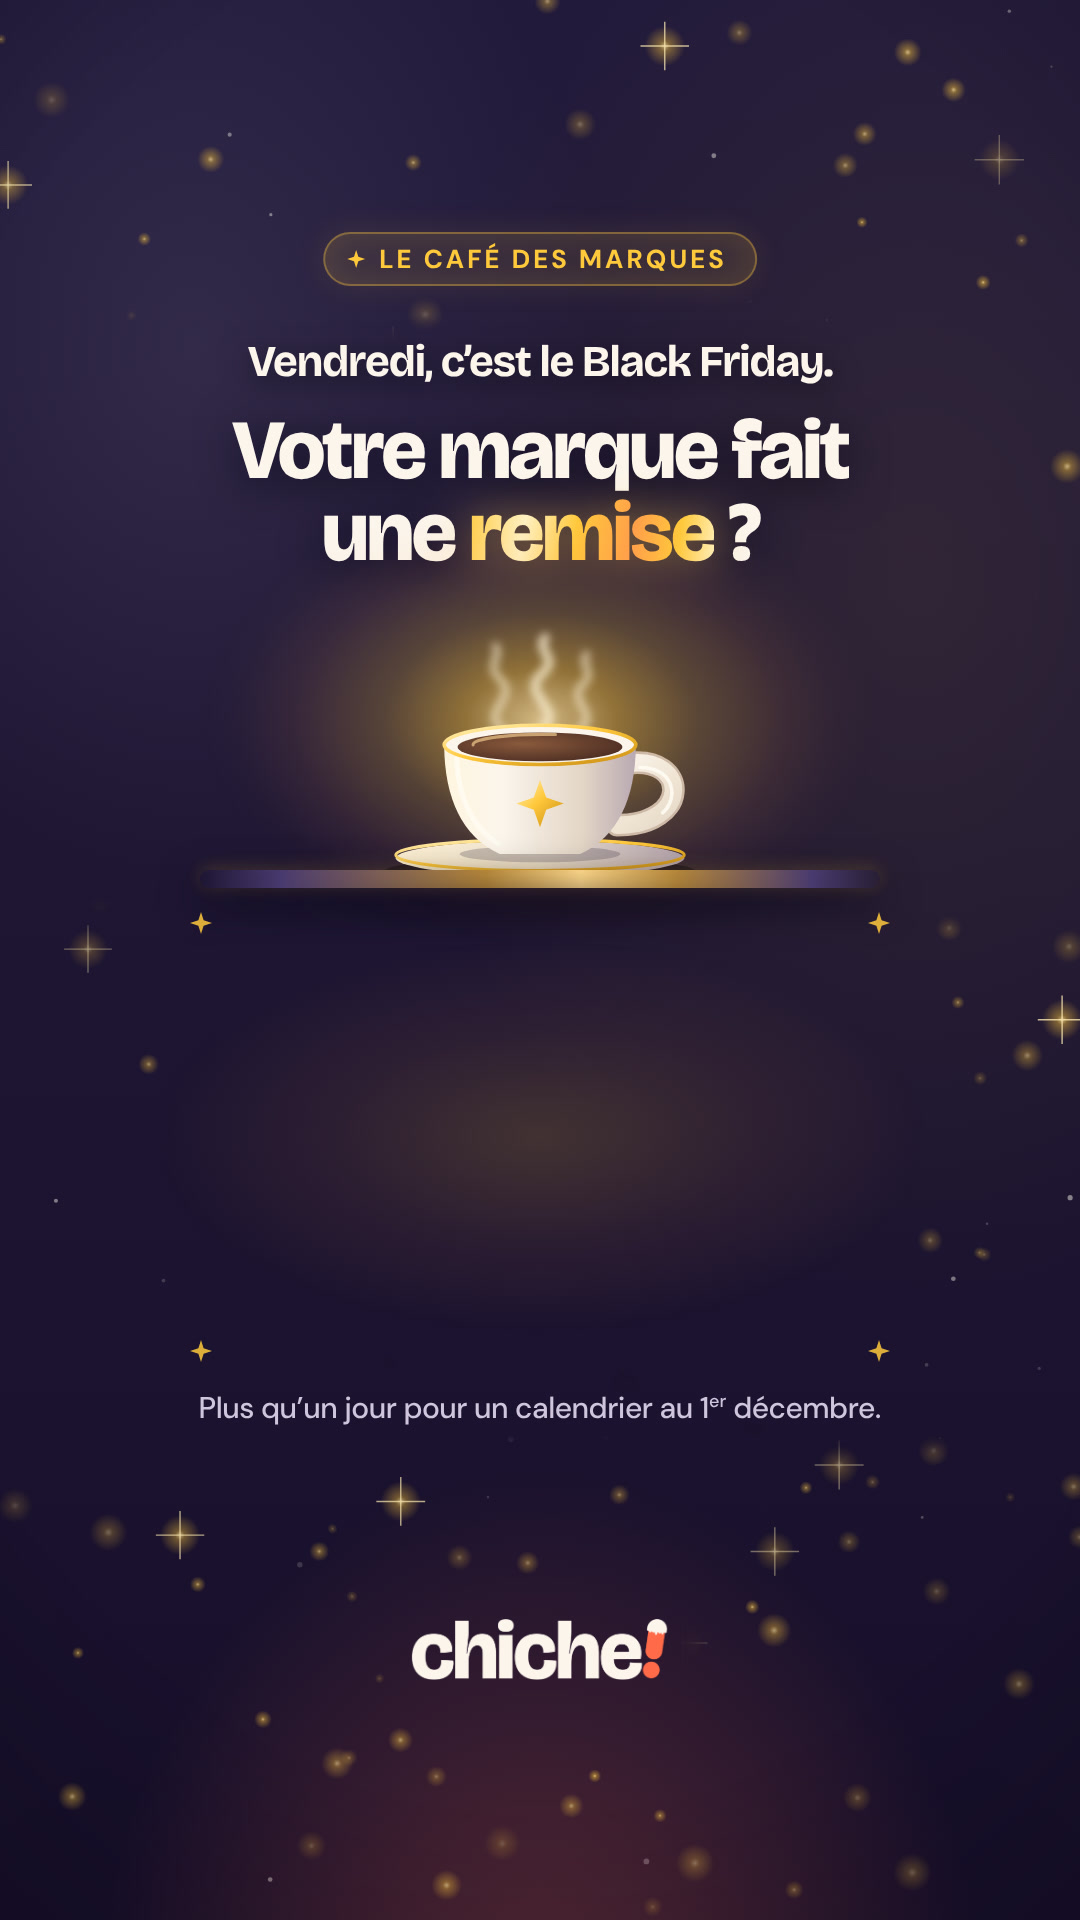 LE CAFÉ DES MARQUES
Vendredi, c’est le Black Friday.
Votre marque fait
une remise ?
Plus qu’un jour pour un calendrier au 1er décembre.
chiche!